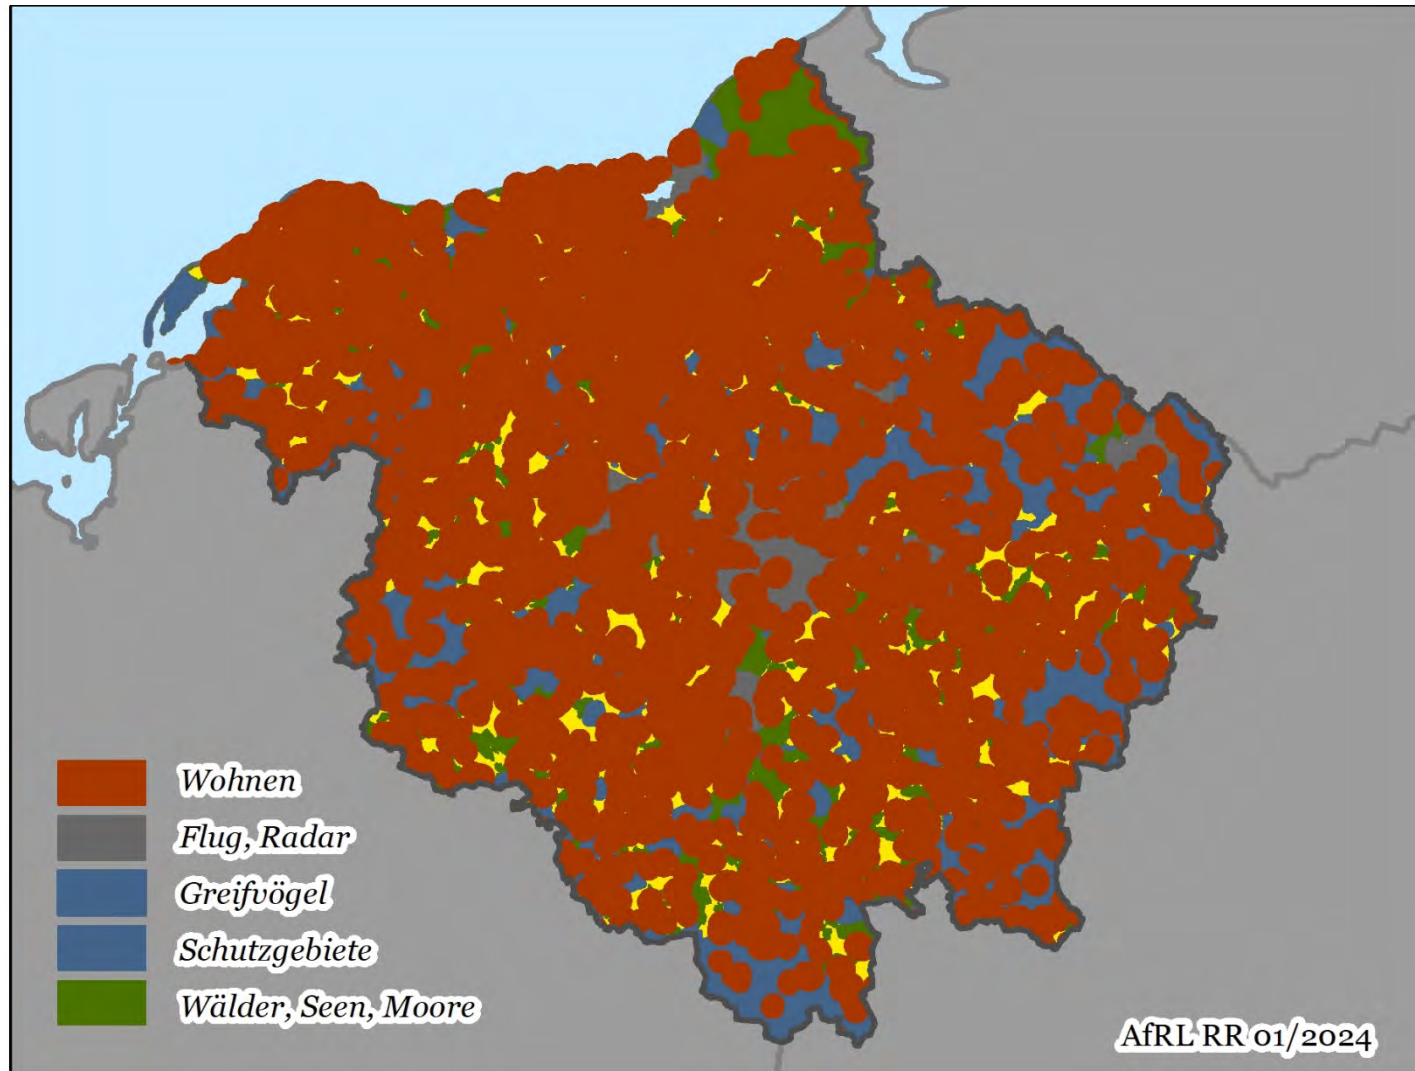 Wohnen
Flug, Radar
Greifvögel
Schutzgebiete
Wälder, Seen, Moore
AfRL RR 01/2024